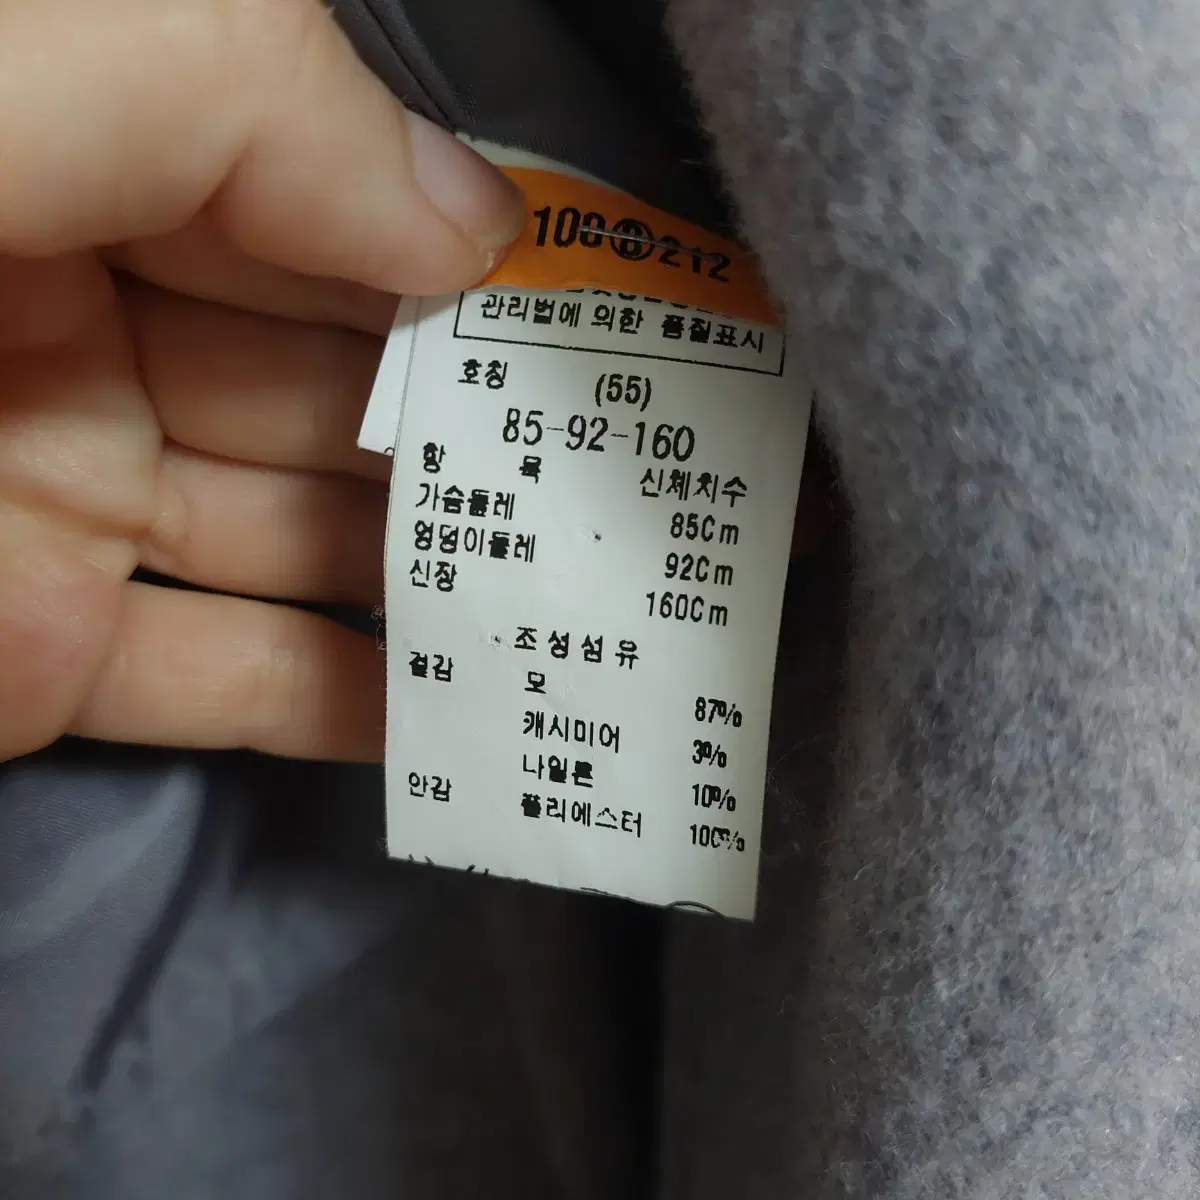 100 8 212
관리법에 의한 품질표시
호칭 (55)
85-92-160
항 목 신체치수
가슴둘레 85Cm
엉덩이둘레 92Cm
신장 160Cm
조성섬유
겉감 모 87%
캐시미어 3%
나일론 10%
안감 폴리에스터 100%